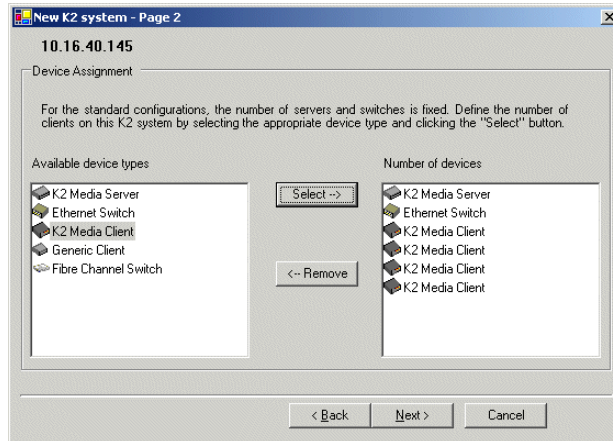 New K2 system - Page 2
10.16.40.145
Device Assignment
For the standard configurations, the number of servers and switches is fixed. Define the number of
clients on this K2 system by selecting the appropriate device type and clicking the "Select" button.
Available device types
Number of devices
K2 Media Server
Ethernet Switch
K2 Media Client
Generic Client
Fibre Channel Switch
Select -->
<-- Remove
K2 Media Server
Ethernet Switch
K2 Media Client
K2 Media Client
K2 Media Client
K2 Media Client
< Back
Next >
Cancel